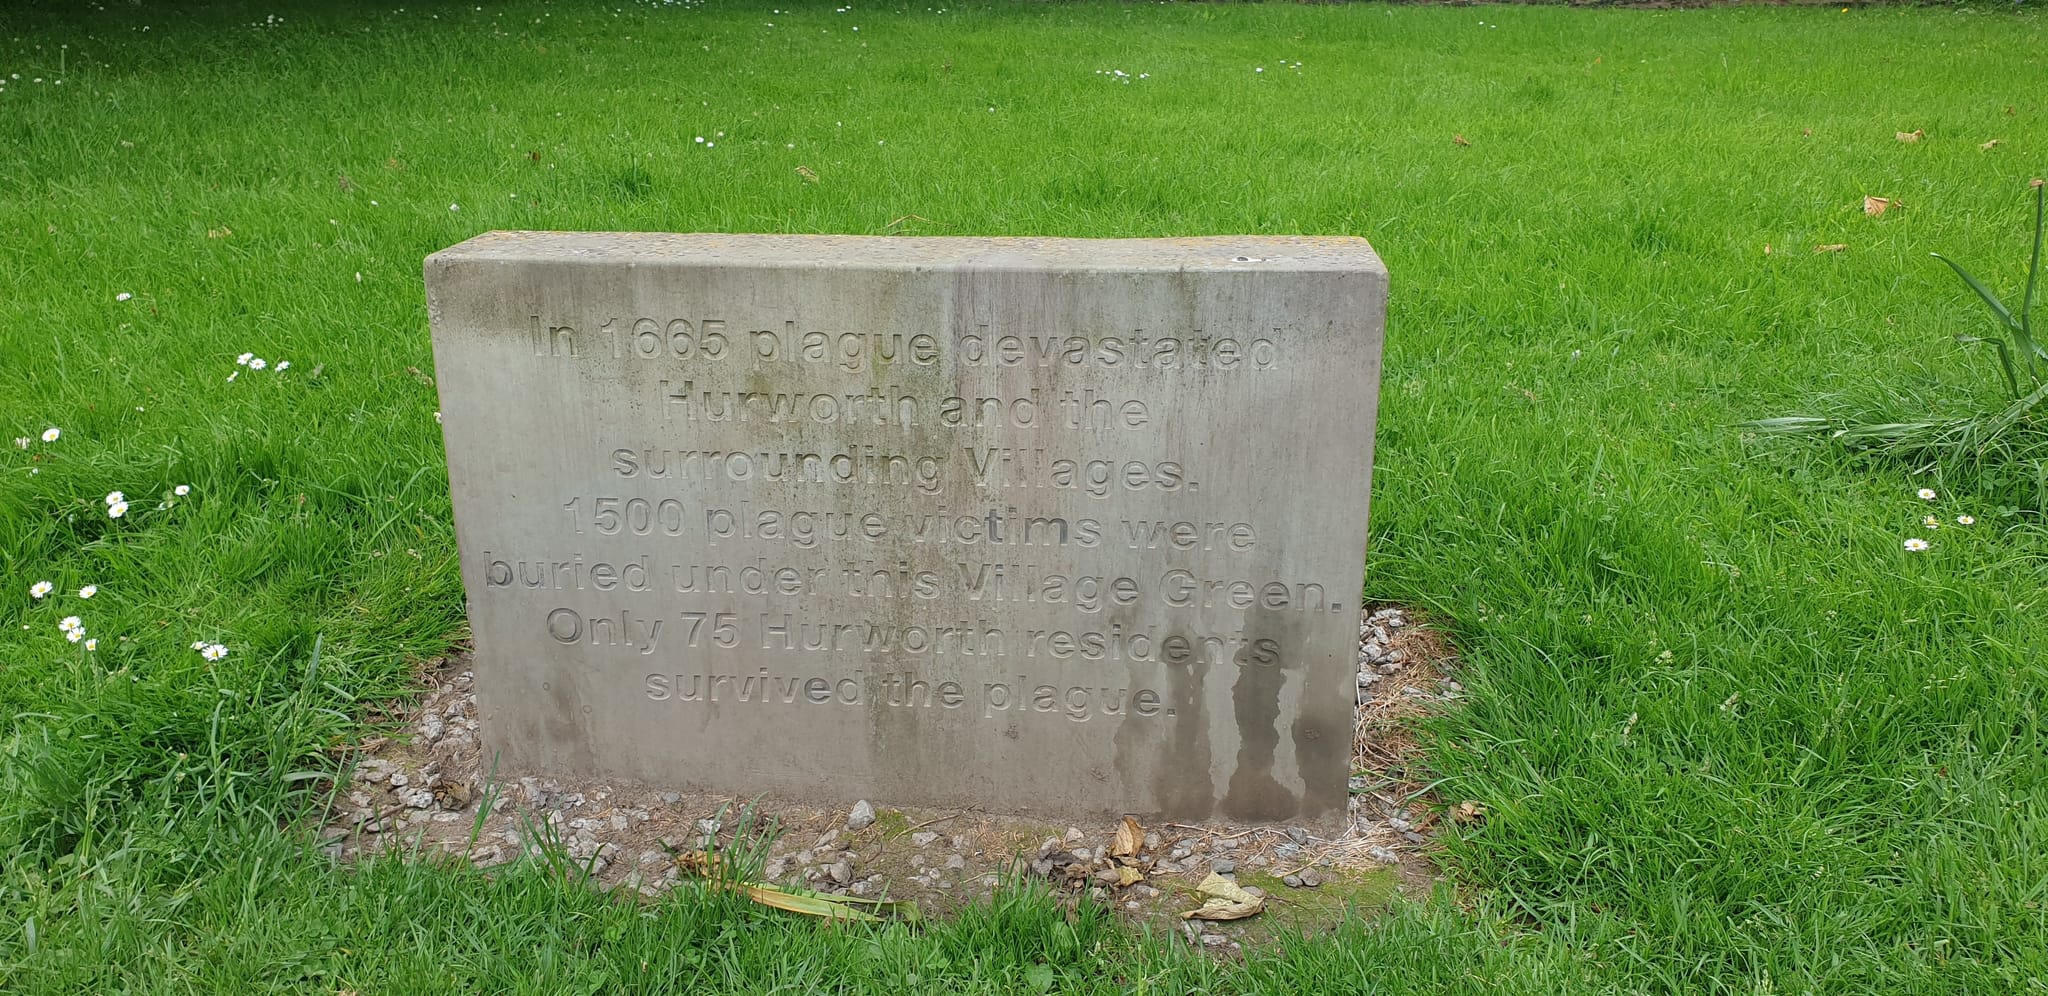 In 1665 plague devastated
Hurworth and the
surrounding Villages.
1500 plague victims were
buried under this Village Green.
Only 75 Hurworth residents
survived the plague.